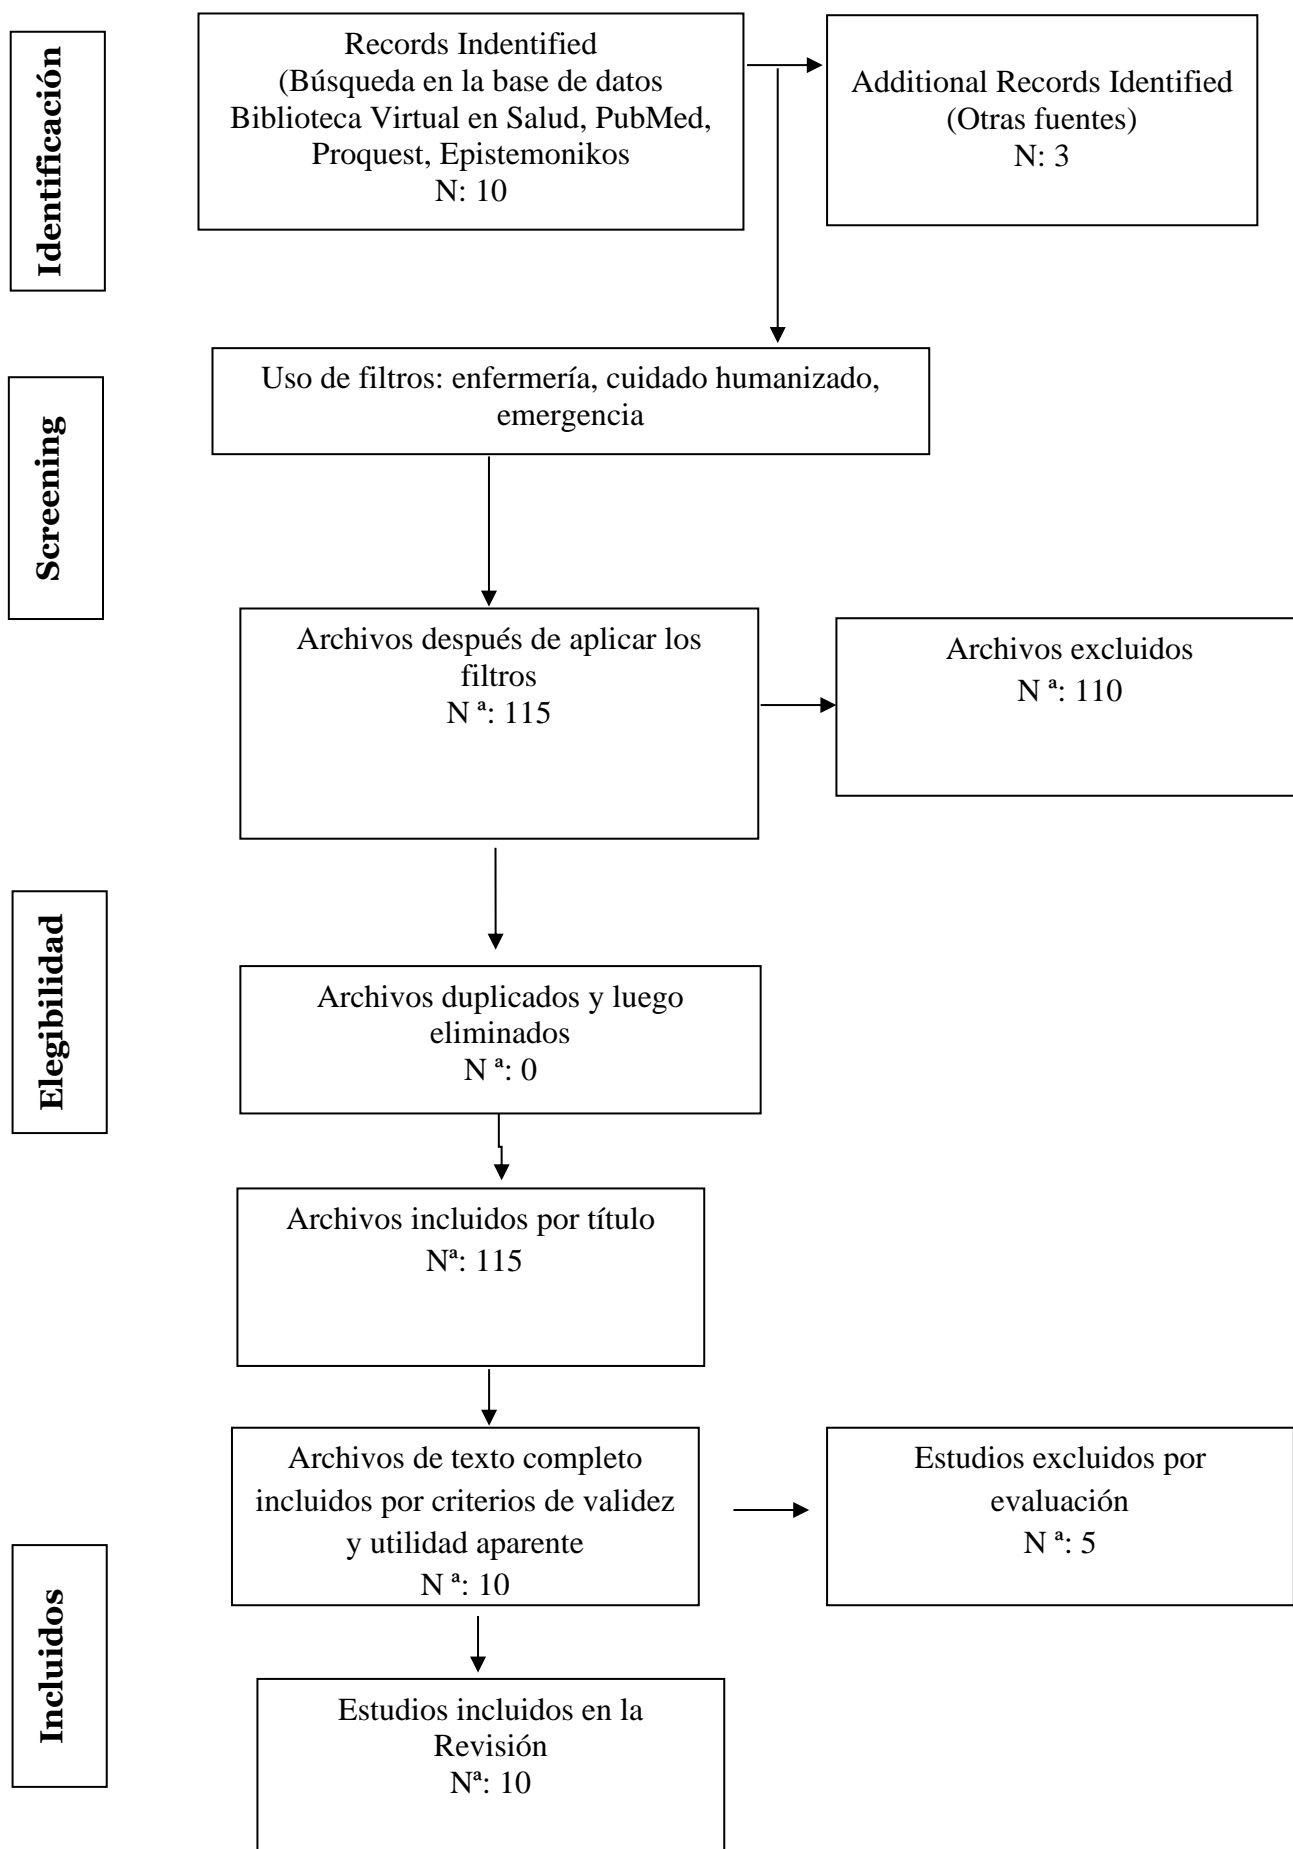 Identificación
Records Indentified
(Búsqueda en la base de datos
Biblioteca Virtual en Salud, PubMed,
Proquest, Epistemonikos
N: 10
Additional Records Identified
(Otras fuentes)
N: 3
Screening
Uso de filtros: enfermería, cuidado humanizado,
emergencia
Archivos después de aplicar los
filtros
N ª: 115
Archivos excluidos
N ª: 110
Elegibilidad
Archivos duplicados y luego
eliminados
N ª: 0
Archivos incluidos por título
Nª: 115
Archivos de texto completo
incluidos por criterios de validez
y utilidad aparente
N ª: 10
Estudios excluidos por
evaluación
N ª: 5
Incluidos
Estudios incluidos en la
Revisión
Nª: 10